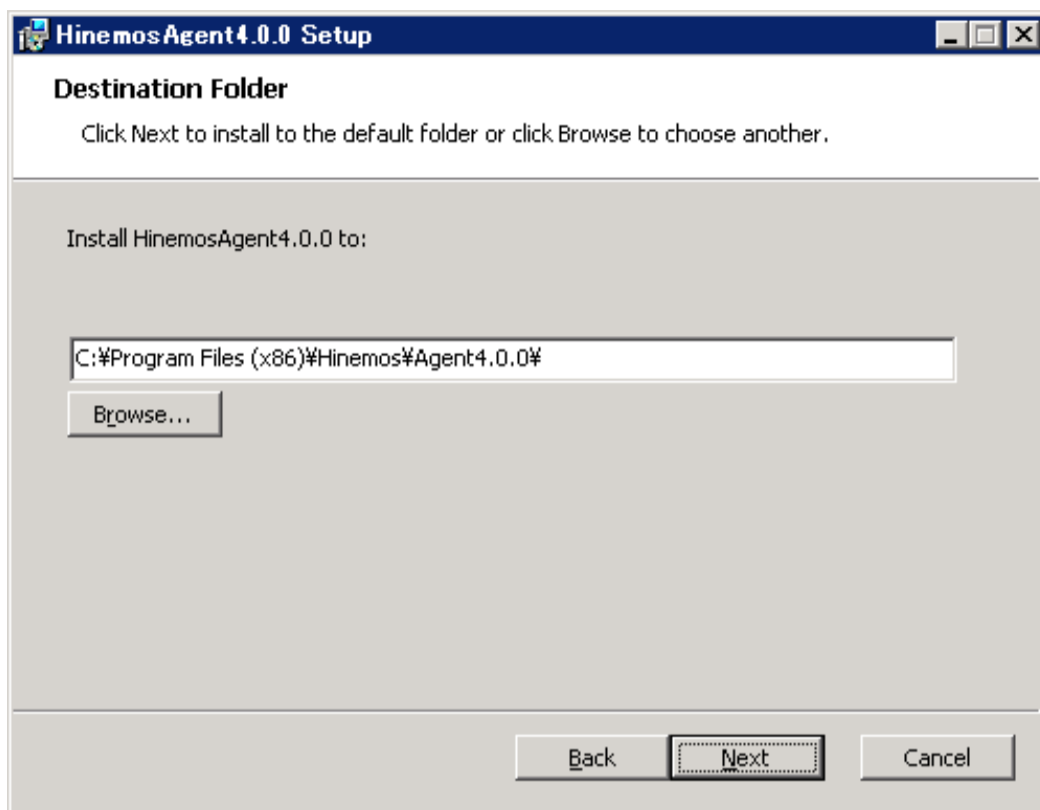 HinemosAgent4.0.0 Setup
Destination Folder
Click Next to install to the default folder or click Browse to choose another.
Install HinemosAgent4.0.0 to:
C:¥Program Files (x86)¥Hinemos¥Agent4.0.0¥
Browse...
Back Next Cancel